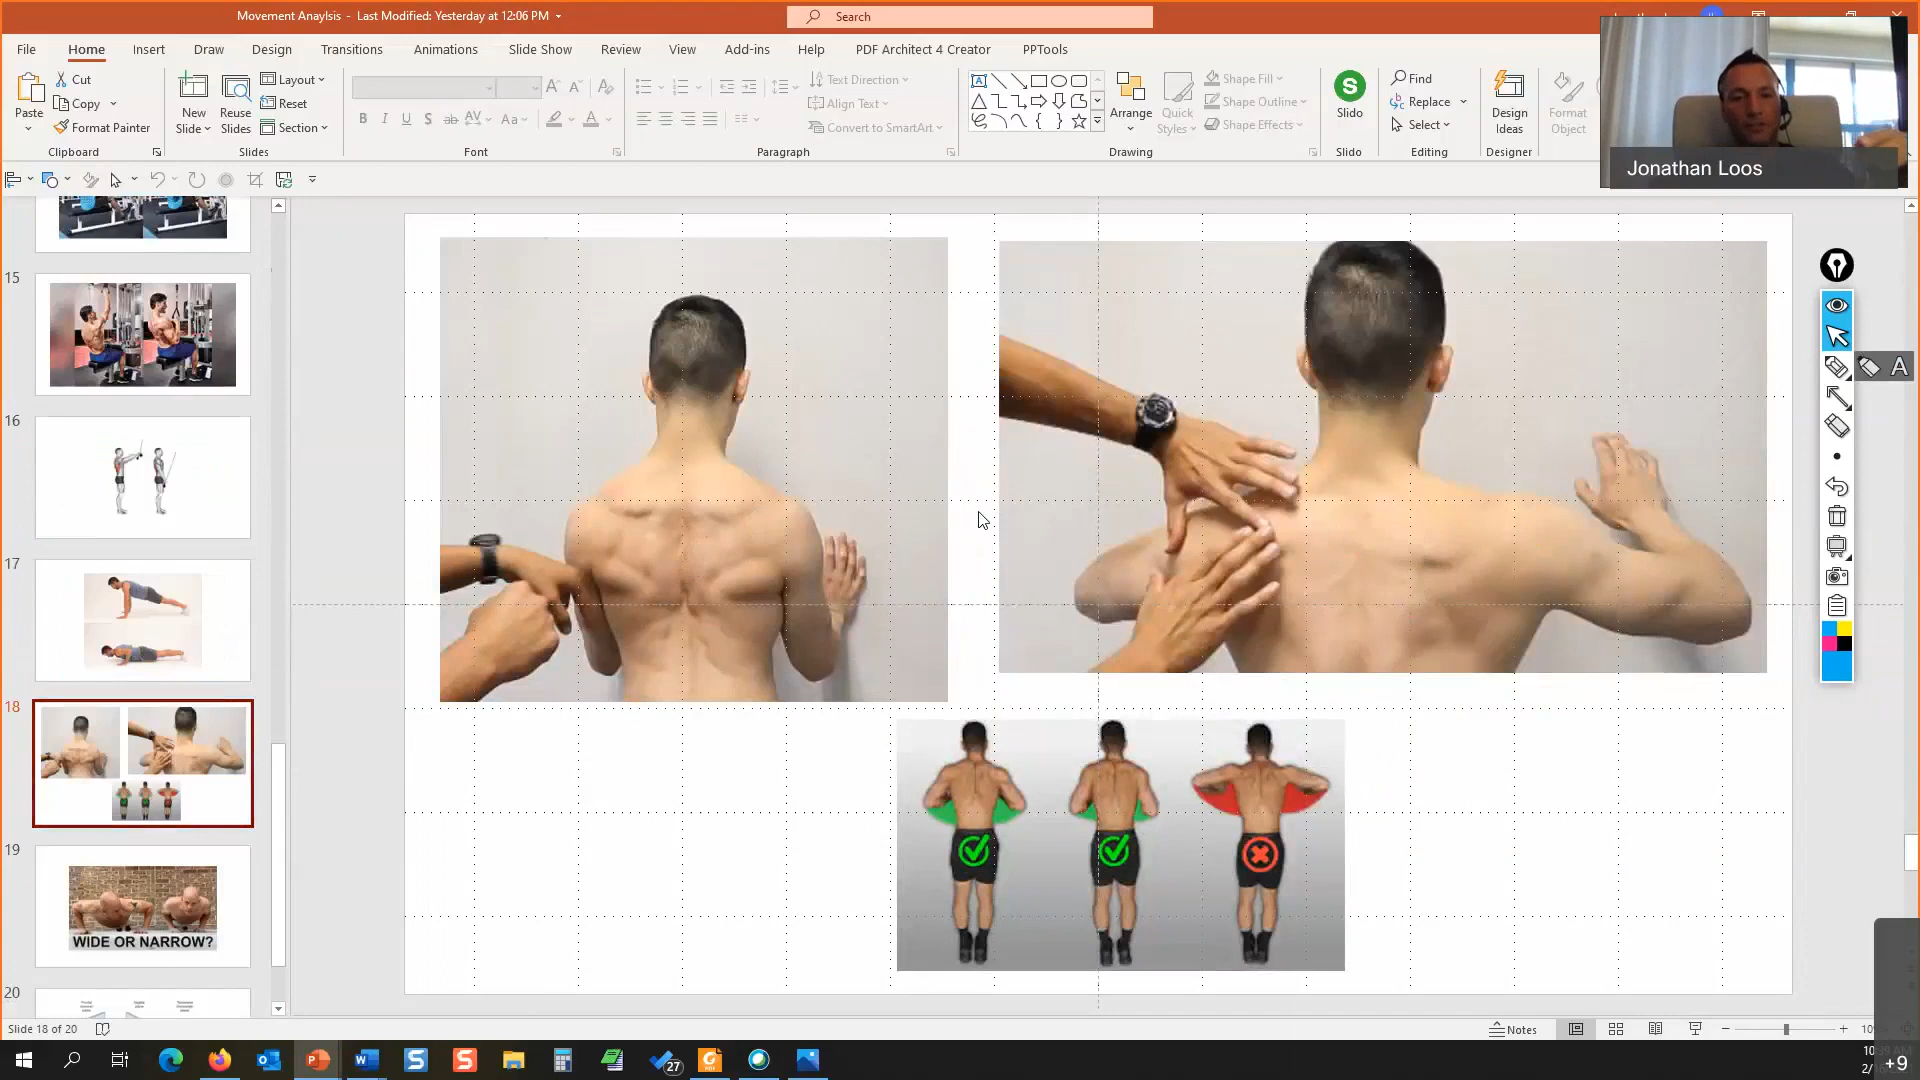 Movement Anaylsis - Last Modified: Yesterday at 12:06 PM
Search
File Home Insert Draw Design Transitions Animations Slide Show Review View Add-ins Help PDF Architect 4 Creator PPTools
Paste
Cut
Copy
Format Painter
Clipboard
New Slide
Reuse Slides
Layout
Reset
Section
Slides
Font
Text Direction
Align Text
Convert to SmartArt
Paragraph
Arrange
Quick Styles
Shape Fill
Shape Outline
Shape Effects
Drawing
Slido
Slido
Find
Replace
Select
Editing
Design Ideas
Designer
Format Object
Jonathan Loos
15
16
17
18
19
WIDE OR NARROW?
20
A
Slide 18 of 20
Notes
27
+9